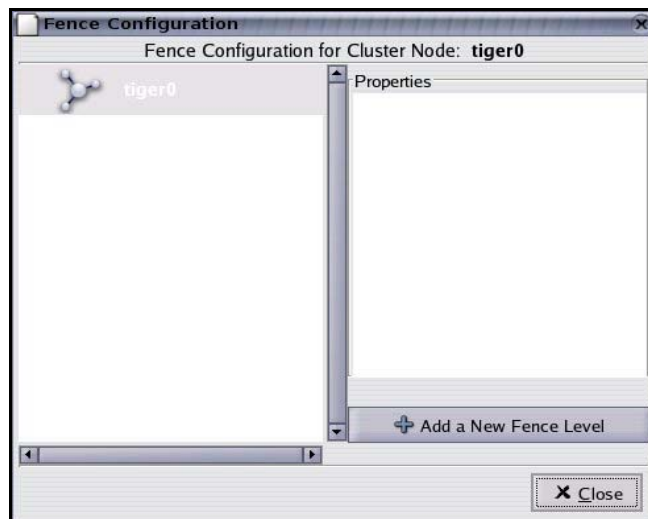 Fence Configuration
Fence Configuration for Cluster Node: tiger0
tiger0
Properties
Add a New Fence Level
Close